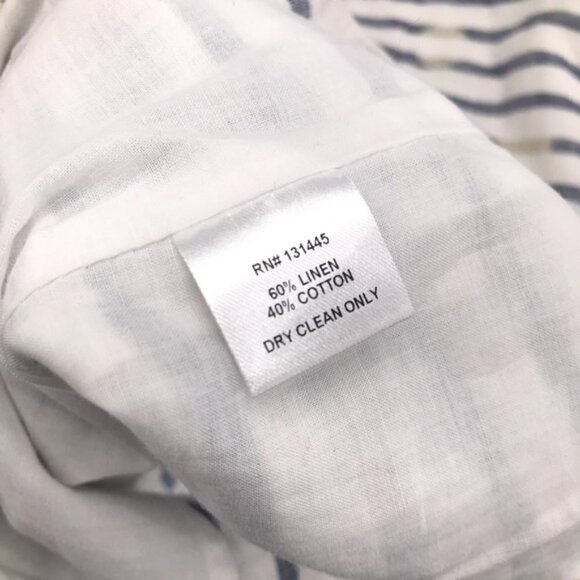 RN# 131445
60% LINEN
40% COTTON
DRY CLEAN ONLY